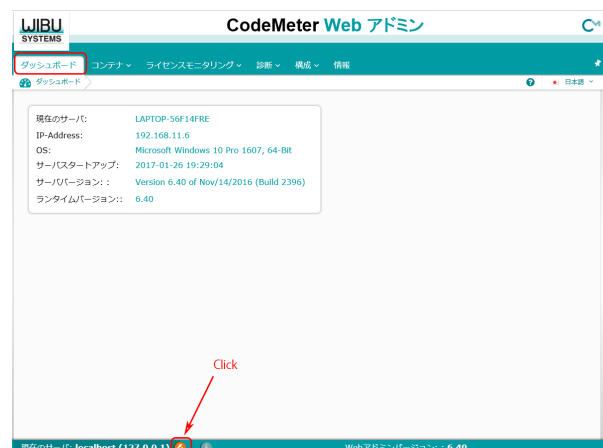 WIBU
SYSTEMS
CodeMeter Web アドミン
ダッシュボード コンテナ ライセンスモニタリング 診断 構成 情報
ダッシュボード 日本語
現在のサーバ: LAPTOP-56F14FRE
IP-Address: 192.168.11.6
OS: Microsoft Windows 10 Pro 1607, 64-Bit
サーバスタートアップ: 2017-01-26 19:29:04
サーババージョン: : Version 6.40 of Nov/14/2016 (Build 2396)
ランタイムバージョン:: 6.40
Click
現在のサーバ: localhost (127.0.0.1) Webアドミンバージョン: : 6.40